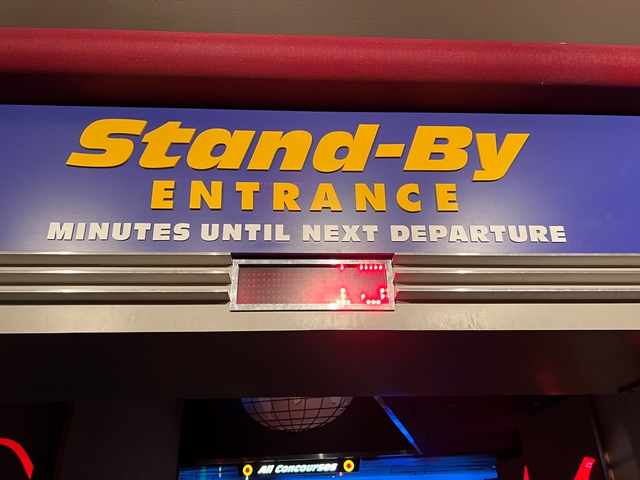 Stand-By
ENTRANCE
MINUTES UNTIL NEXT DEPARTURE
All Concourses